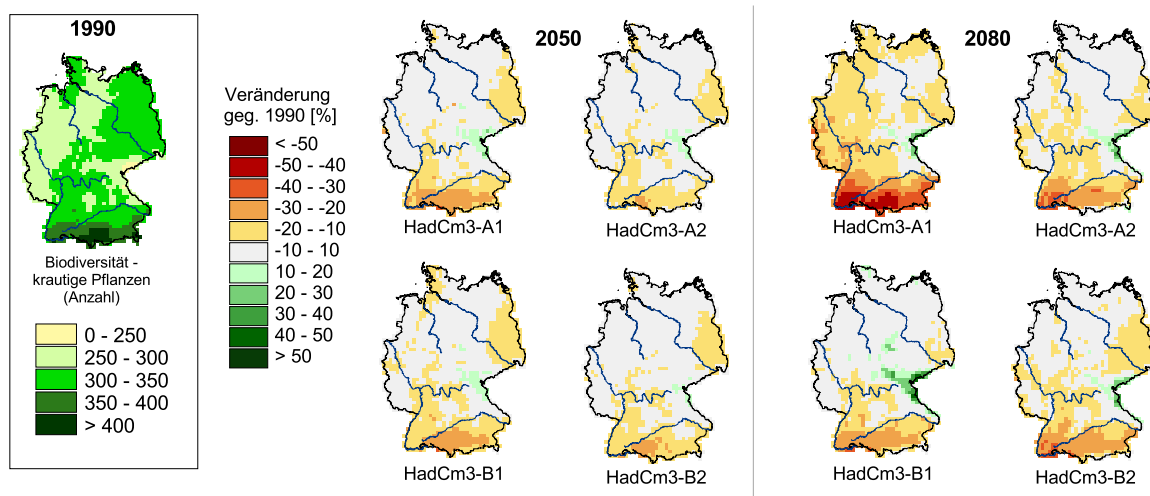 1990
Biodiversität -
krautige Pflanzen
(Anzahl)
0 - 250
250 - 300
300 - 350
350 - 400
> 400
Veränderung
geg. 1990 [%]
< -50
-50 - -40
-40 - -30
-30 - -20
-20 - -10
-10 - 10
10 - 20
20 - 30
30 - 40
40 - 50
> 50
2050
HadCm3-A1
HadCm3-A2
HadCm3-B1
HadCm3-B2
2080
HadCm3-A1
HadCm3-A2
HadCm3-B1
HadCm3-B2